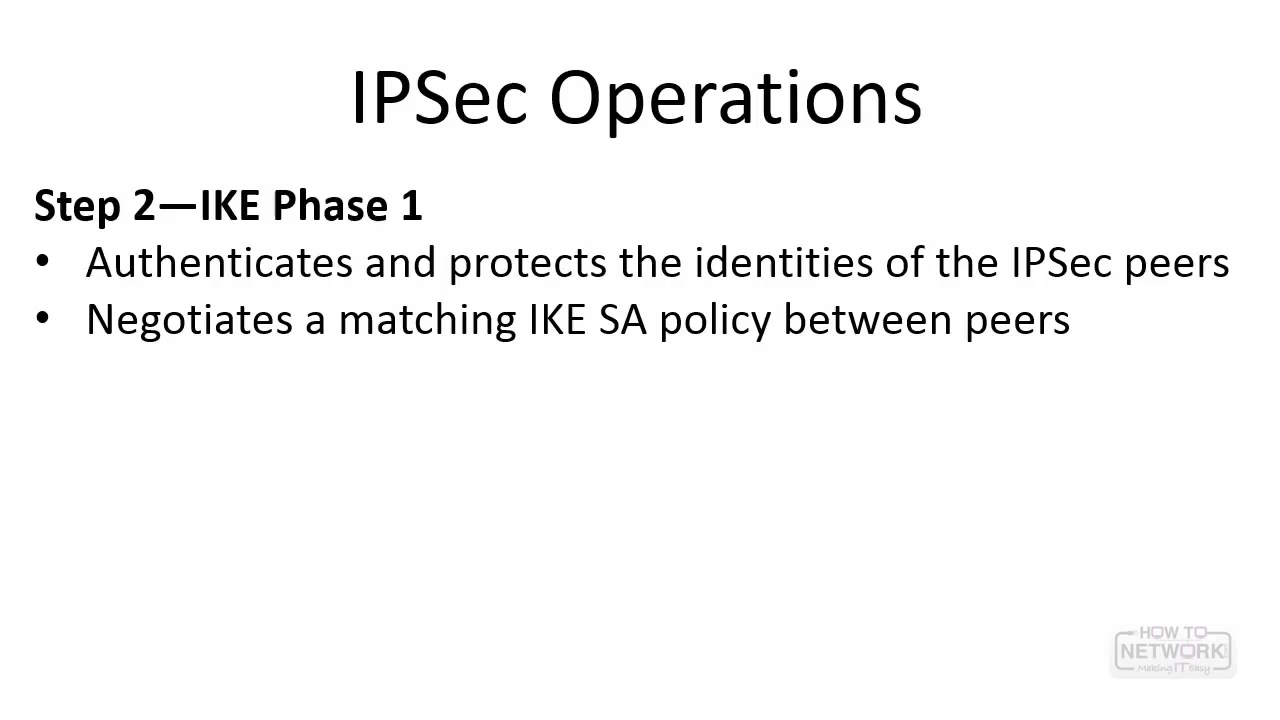 IPSec Operations
Step 2—IKE Phase 1
• Authenticates and protects the identities of the IPSec peers
• Negotiates a matching IKE SA policy between peers
HOW TO
NETWORK
Making IT Easy